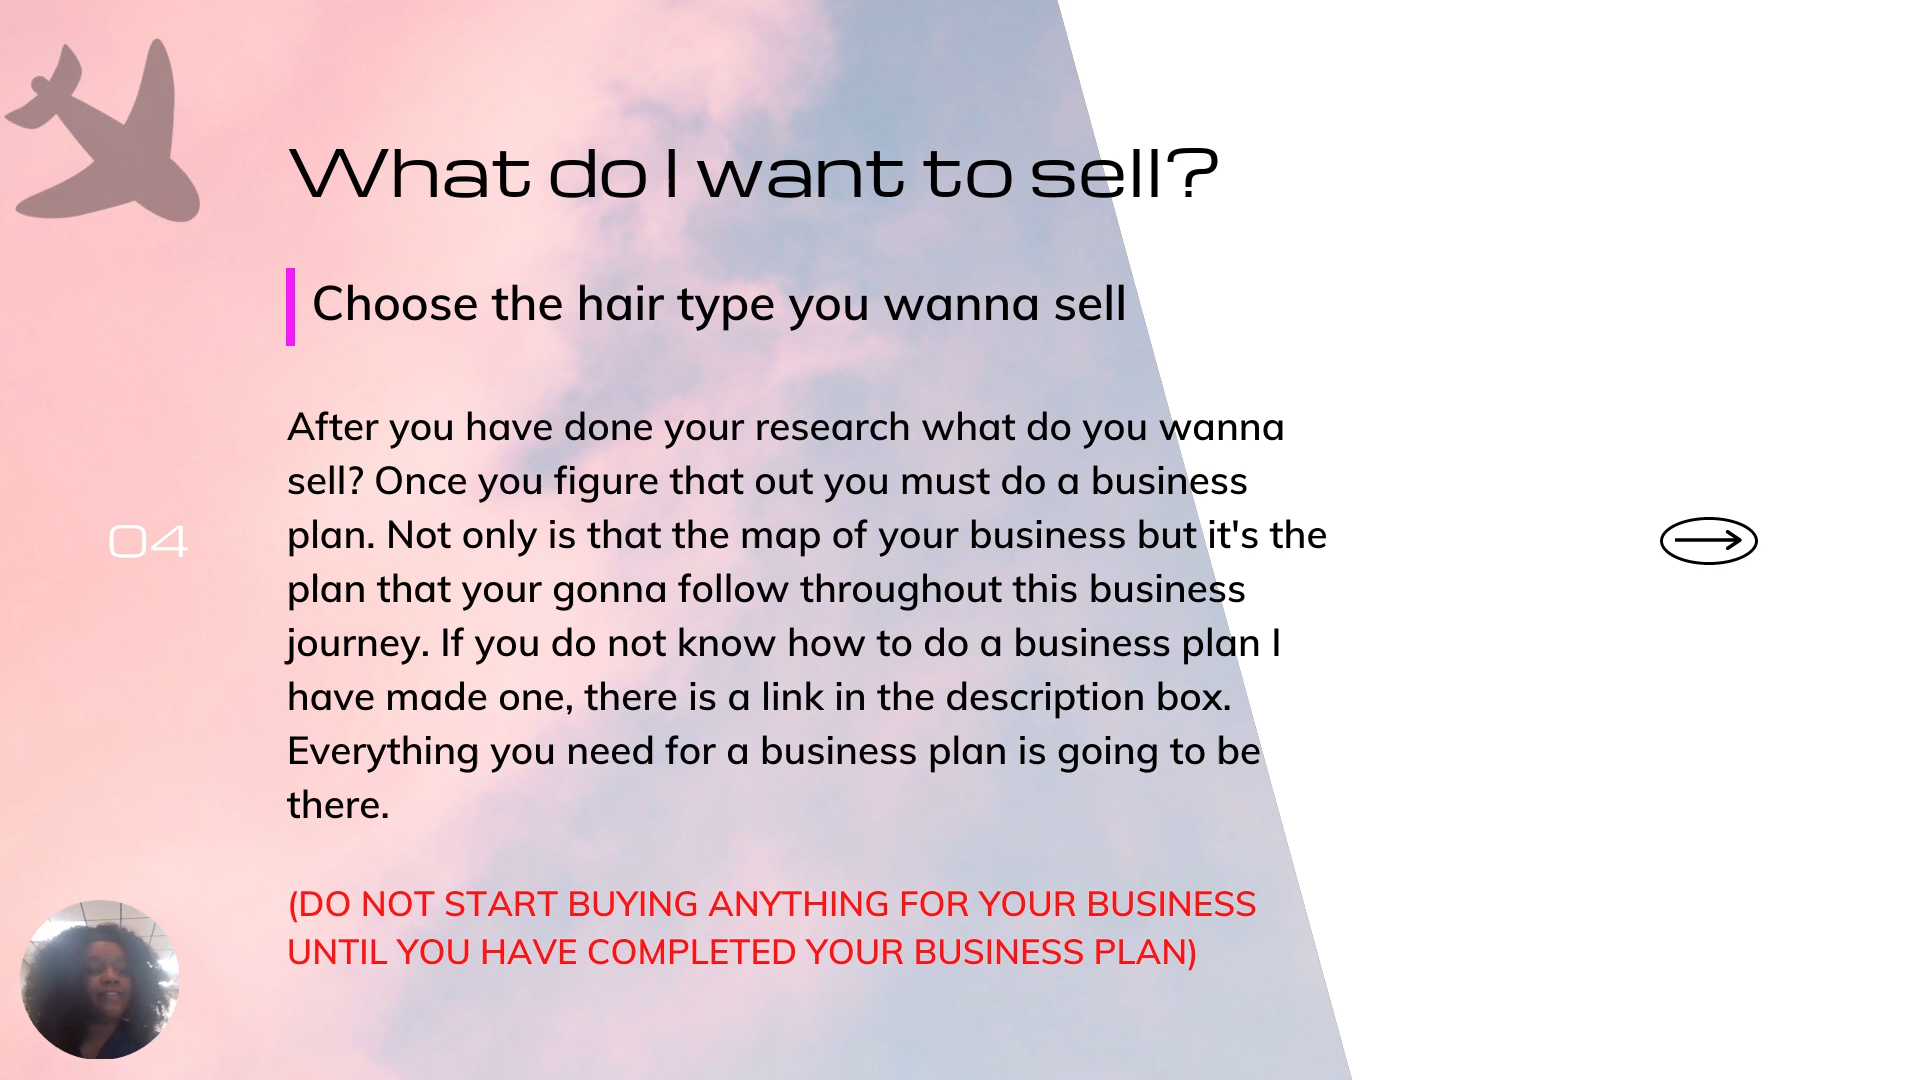 What do I want to sell?
Choose the hair type you wanna sell
After you have done your research what do you wanna
sell? Once you figure that out you must do a business
plan. Not only is that the map of your business but it's the
plan that your gonna follow throughout this business
journey. If you do not know how to do a business plan I
have made one, there is a link in the description box.
Everything you need for a business plan is going to be
there.
04
(DO NOT START BUYING ANYTHING FOR YOUR BUSINESS
UNTIL YOU HAVE COMPLETED YOUR BUSINESS PLAN)